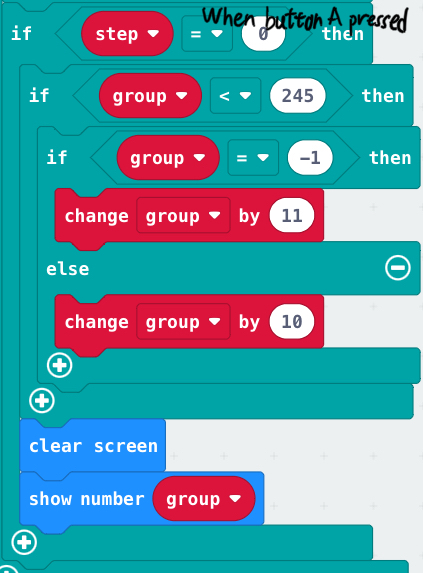 When button A pressed
if step = 0 then
if group < 245 then
if group = -1 then
change group by 11
else
change group by 10
clear screen
show number group